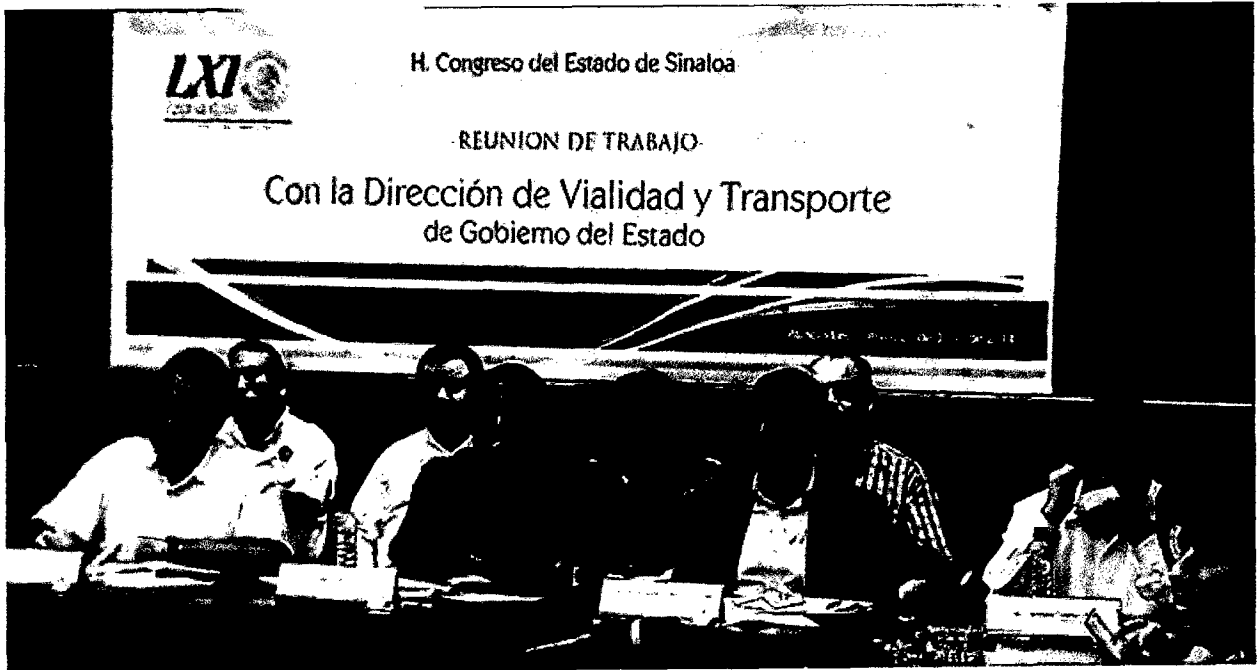 LXI
H. Congreso del Estado de Sinaloa
-REUNION DE TRABAJO-
Con la Dirección de Vialidad y Transporte
de Gobierno del Estado